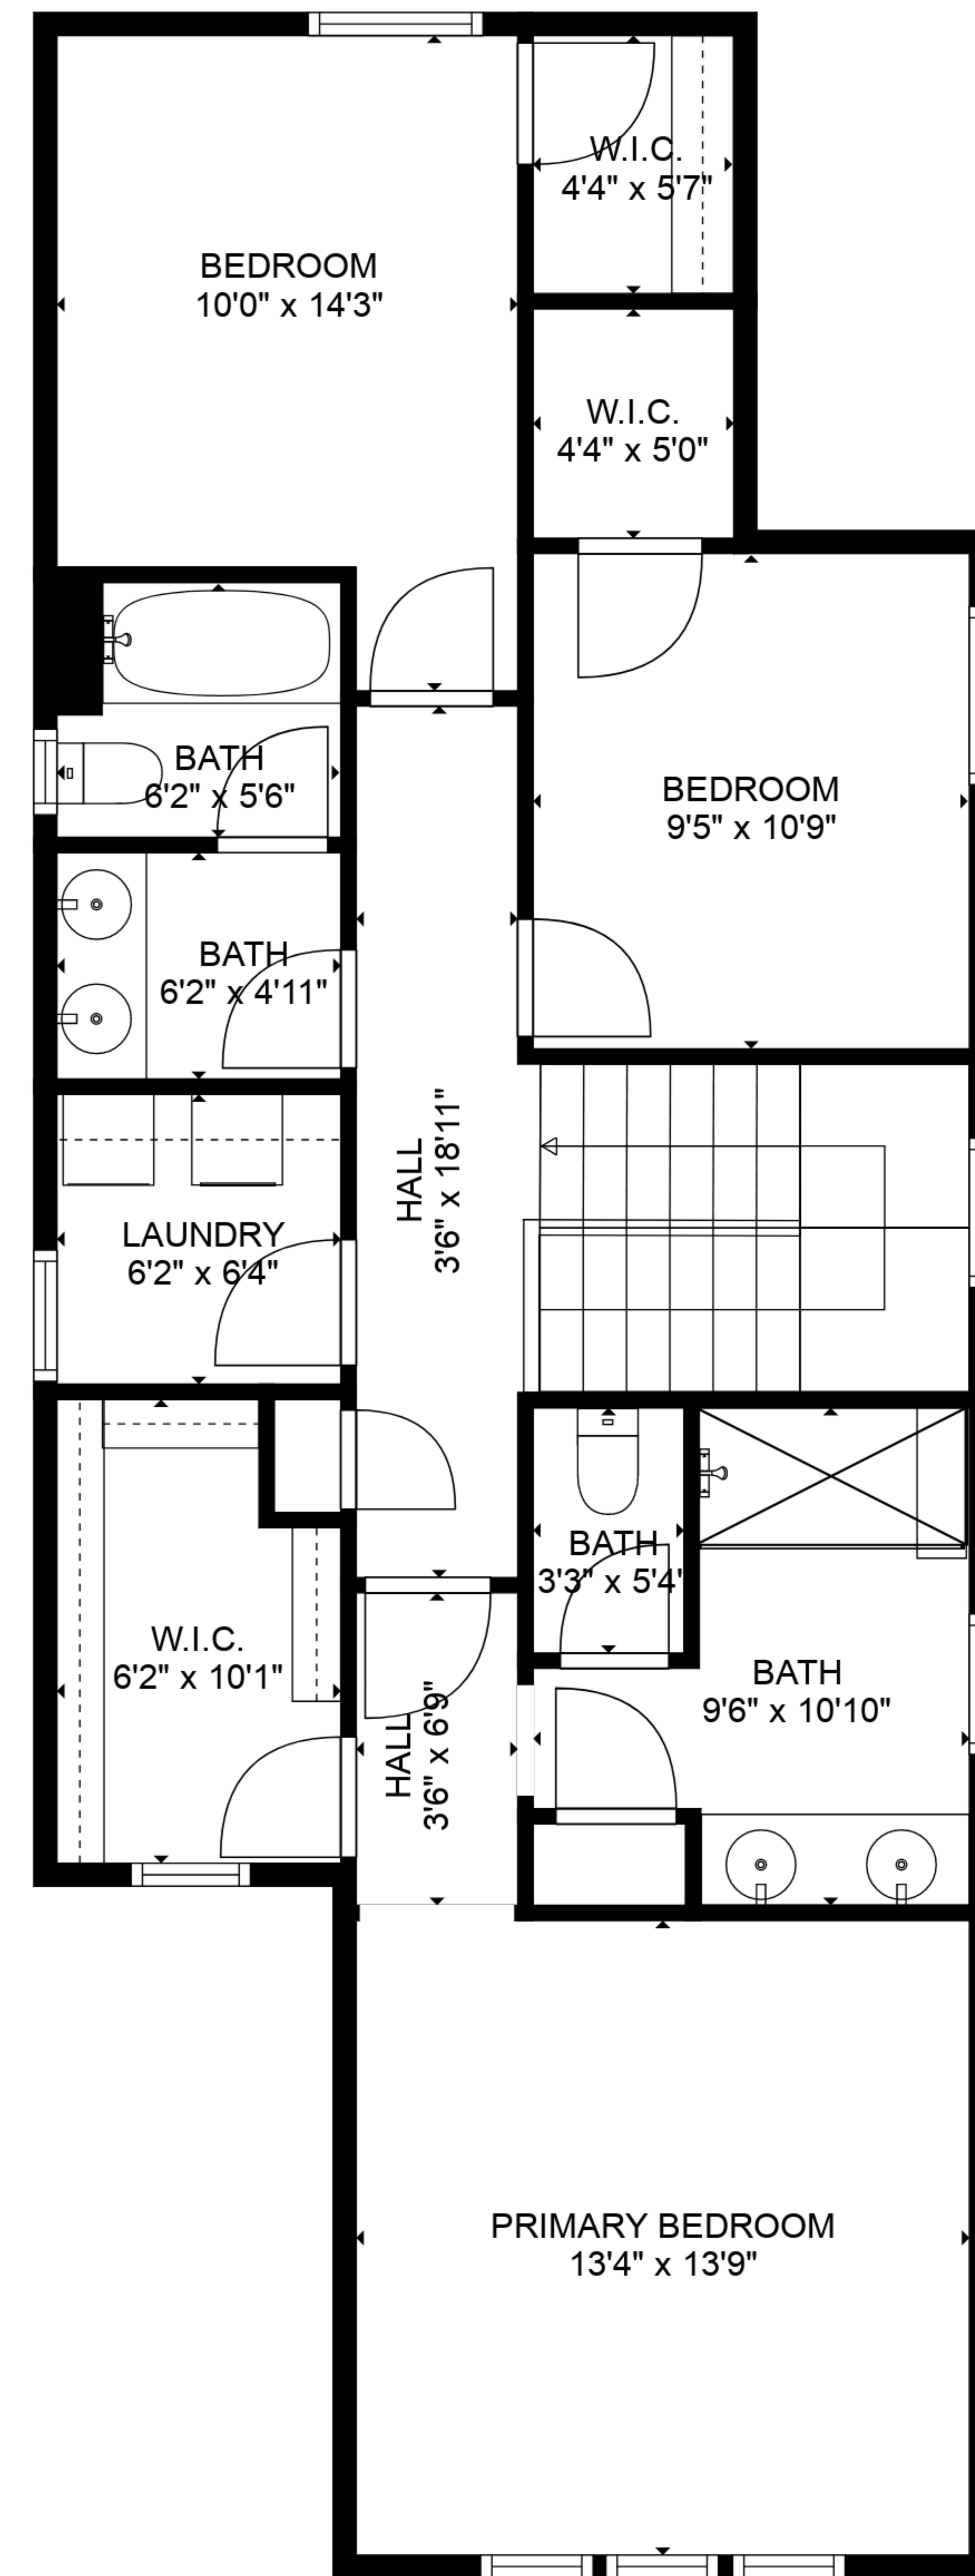 W.I.C.
4'4" x 5'7"
BEDROOM
10'0" x 14'3"
W.I.C.
4'4" x 5'0"
BATH
6'2" x 5'6"
BEDROOM
9'5" x 10'9"
BATH
6'2" x 4'11"
HALL
3'6" x 18'11"
LAUNDRY
6'2" x 6'4"
BATH
3'3" x 5'4"
W.I.C.
6'2" x 10'1"
BATH
9'6" x 10'10"
HALL
3'6" x 6'9"
PRIMARY BEDROOM
13'4" x 13'9"